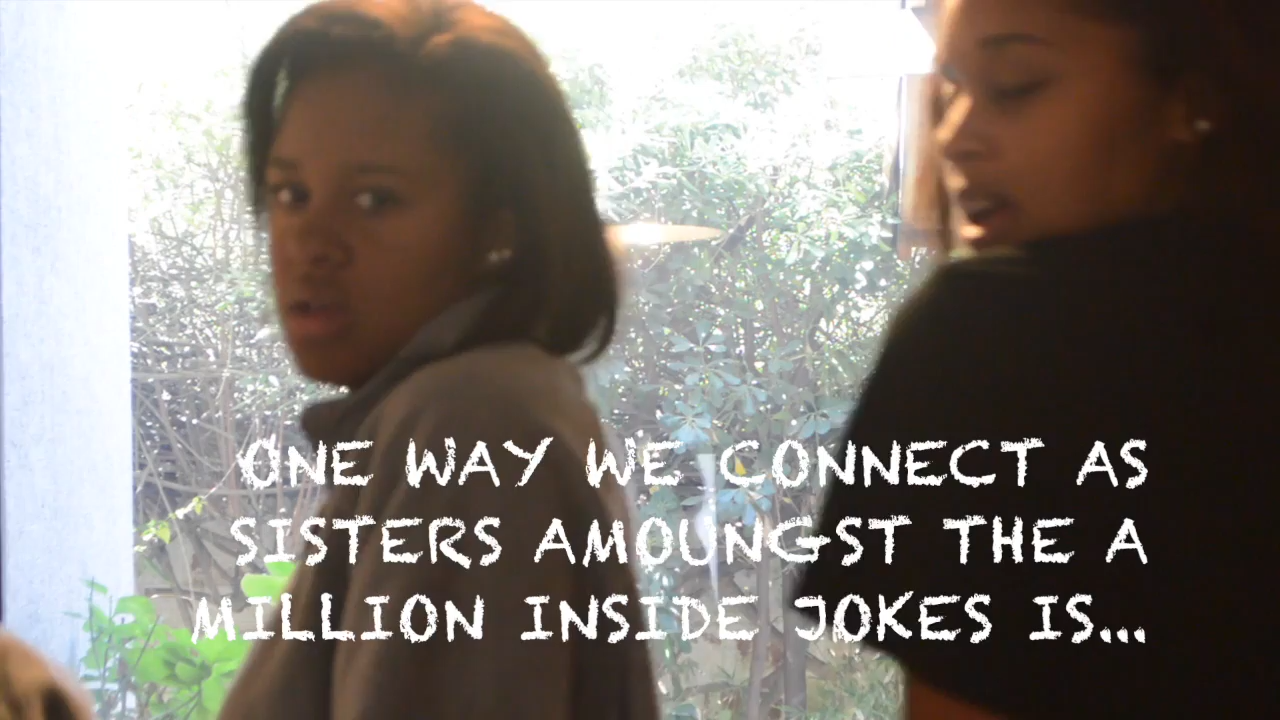 ONE WAY WE CONNECT AS
SISTERS AMOUNGST THE A
MILLION INSIDE JOKES IS...